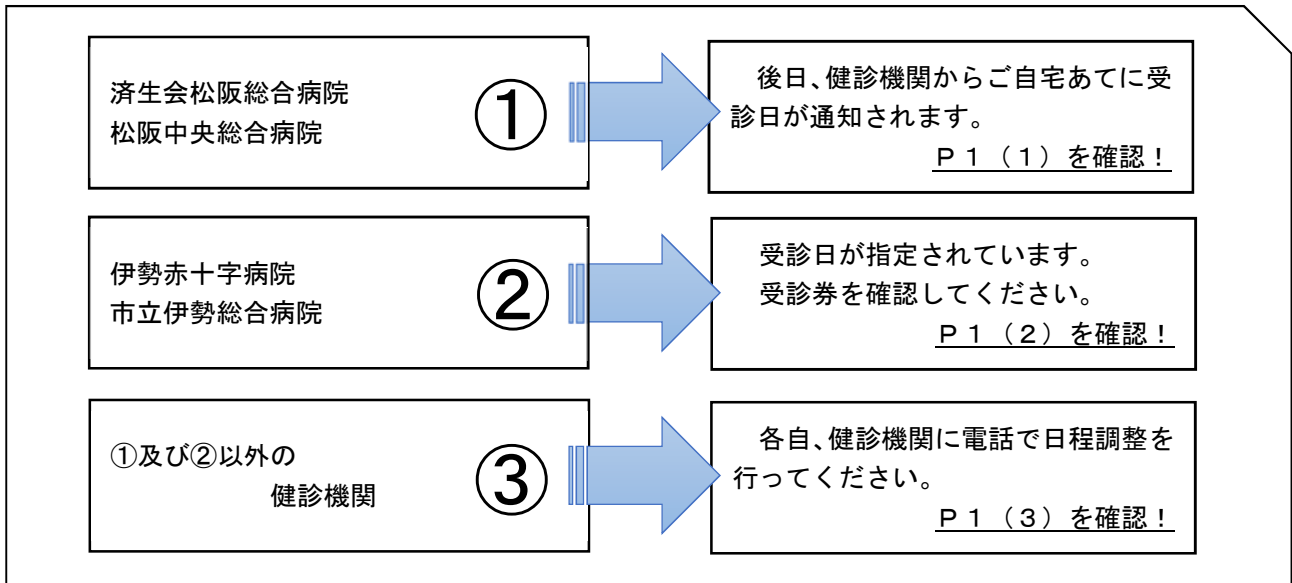 済生会松阪総合病院
松阪中央総合病院
①
後日、健診機関からご自宅あてに受
診日が通知されます。
Ｐ１（１）を確認！
伊勢赤十字病院
市立伊勢総合病院
②
受診日が指定されています。
受診券を確認してください。
Ｐ１（２）を確認！
①及び②以外の
健診機関
③
各自、健診機関に電話で日程調整を
行ってください。
Ｐ１（３）を確認！